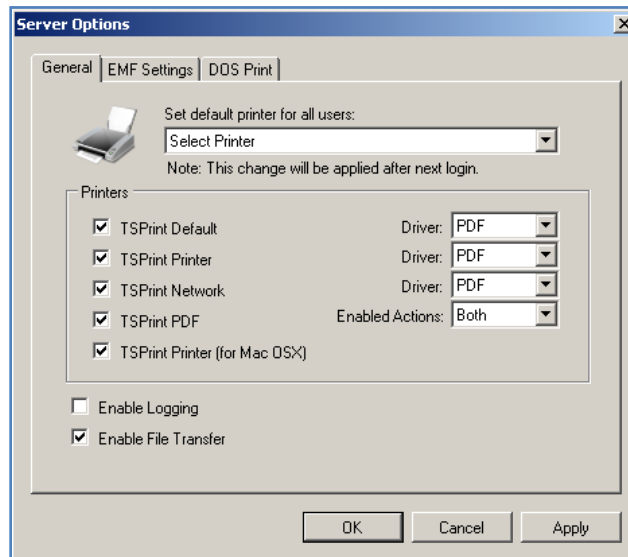 Server Options
General EMF Settings DOS Print
Set default printer for all users:
Select Printer
Note: This change will be applied after next login.
Printers
TSPrint Default Driver: PDF
TSPrint Printer Driver: PDF
TSPrint Network Driver: PDF
TSPrint PDF Enabled Actions: Both
TSPrint Printer (for Mac OSX)
Enable Logging
Enable File Transfer
OK Cancel Apply